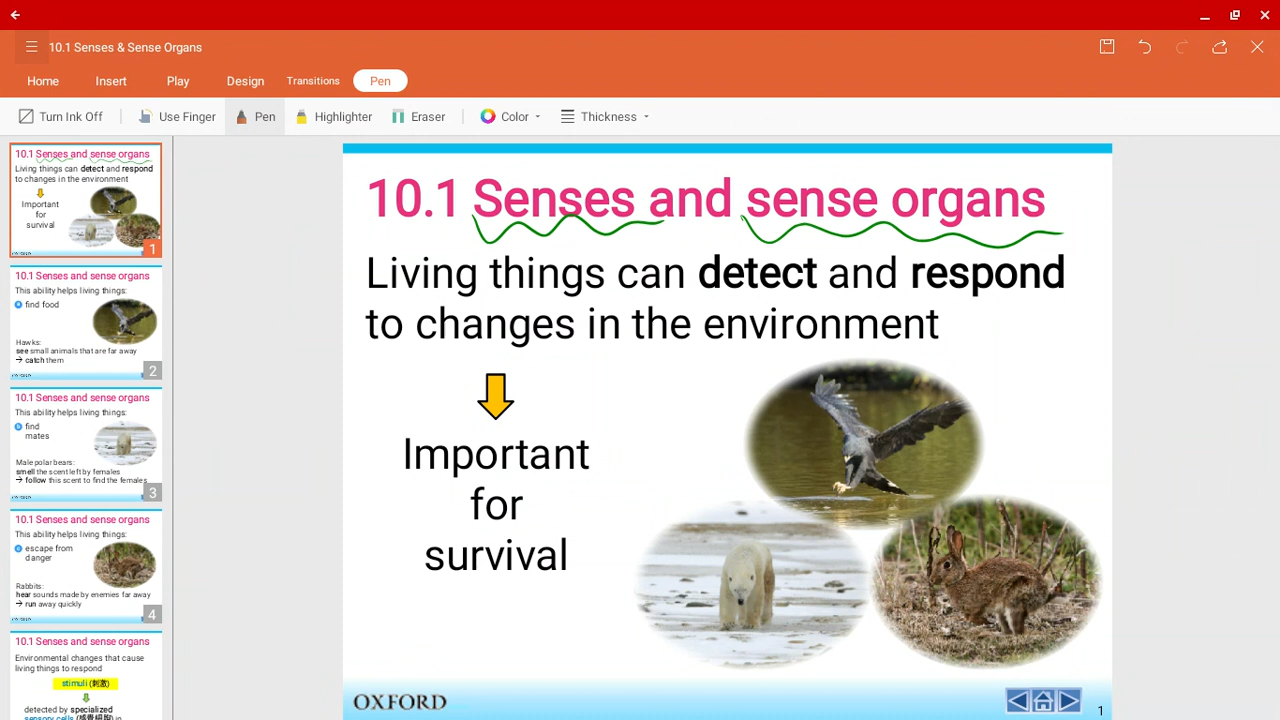 10.1 Senses & Sense Organs
Home Insert Play Design Transitions Pen
Turn Ink Off Use Finger Pen Highlighter Eraser Color Thickness
10.1 Senses and sense organs
Living things can detect and respond
to changes in the environment
Important
for
survival
1
10.1 Senses and sense organs
This ability helps living things:
find food
Hawks:
see small animals that are far away
→ catch them
2
10.1 Senses and sense organs
This ability helps living things:
find
mates
Male polar bears:
smell the scent left by females
→ follow this scent to find the females
3
10.1 Senses and sense organs
This ability helps living things:
escape from
danger
Rabbits:
hear sounds made by enemies far away
→ run away quickly
4
10.1 Senses and sense organs
Environmental changes that cause
living things to respond
stimuli (刺激)
detected by specialized
sensory cells (感覺細胞) in
10.1 Senses and sense organs
Living things can detect and respond
to changes in the environment
Important
for
survival
OXFORD
1